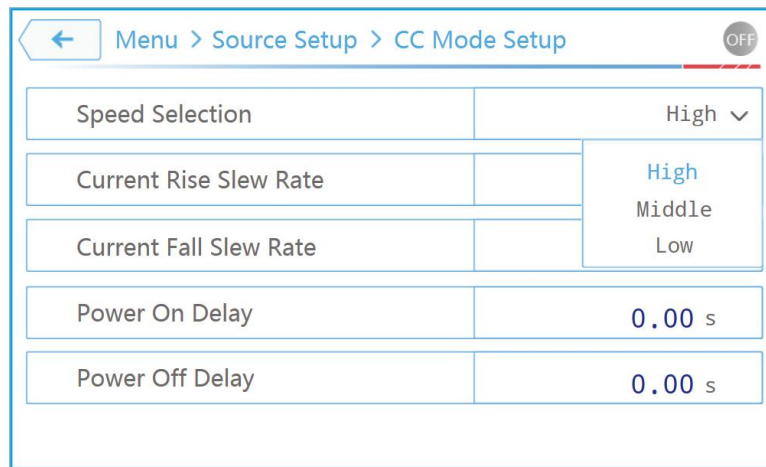 Menu > Source Setup > CC Mode Setup OFF
Speed Selection High
High
Current Rise Slew Rate
Middle
Current Fall Slew Rate Low
Power On Delay 0.00 s
Power Off Delay 0.00 s